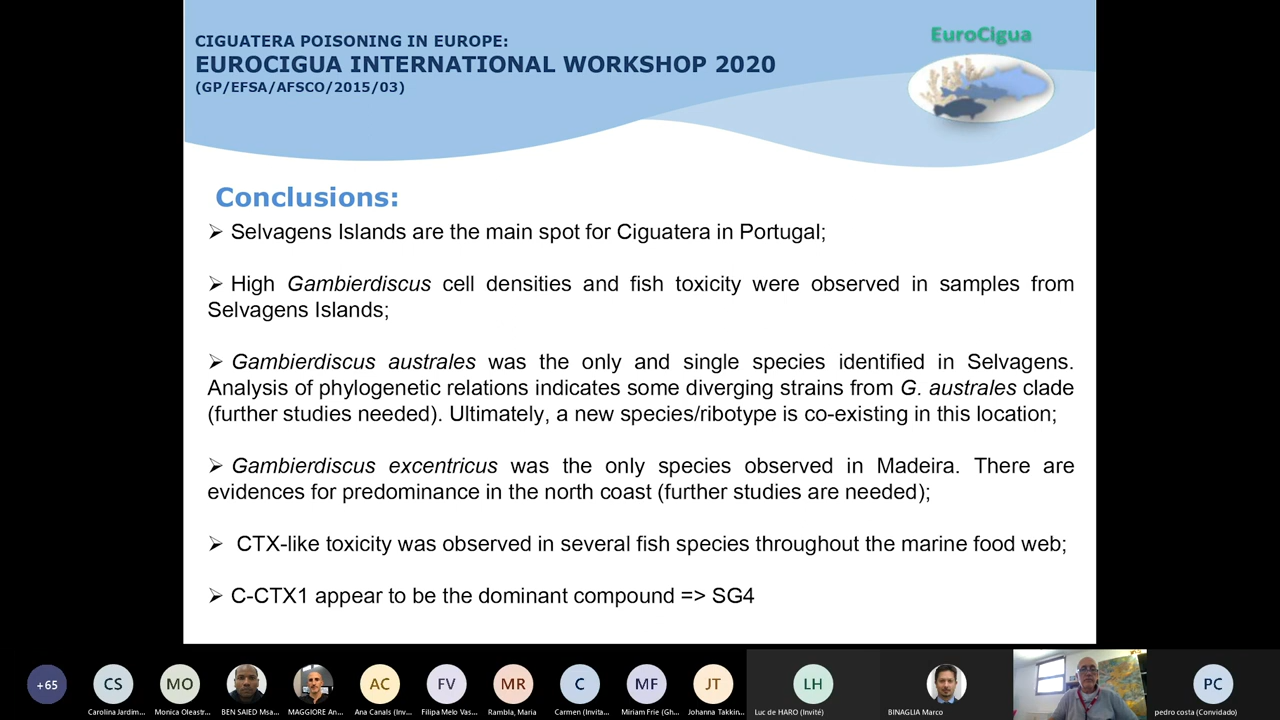 CIGUATERA POISONING IN EUROPE:
EUROCIGUA INTERNATIONAL WORKSHOP 2020
(GP/EFSA/AFSCO/2015/03)
EuroCigua
Conclusions:
➢ Selvagens Islands are the main spot for Ciguatera in Portugal;
➢ High Gambierdiscus cell densities and fish toxicity were observed in samples from
Selvagens Islands;
➢ Gambierdiscus australes was the only and single species identified in Selvagens.
Analysis of phylogenetic relations indicates some diverging strains from G. australes clade
(further studies needed). Ultimately, a new species/ribotype is co-existing in this location;
➢ Gambierdiscus excentricus was the only species observed in Madeira. There are
evidences for predominance in the north coast (further studies are needed);
➢ CTX-like toxicity was observed in several fish species throughout the marine food web;
➢ C-CTX1 appear to be the dominant compound => SG4
+65 CS MO AC FV MR C MF JT LH PC
Carolina Jardim... Monica Oleastr... BEN SAIED Msa... MAGGIORE An... Ana Canals (Inv... Filipa Melo Vas... Rambla, Maria Carmen (Invita... Miriam Frie (Gh... Johanna Takkin... Luc de HARO (Invité) BINAGLIA Marco pedro costa (Convidado)